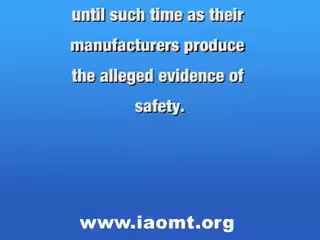 until such time as their
manufacturers produce
the alleged evidence of
safety.
www.iaomt.org